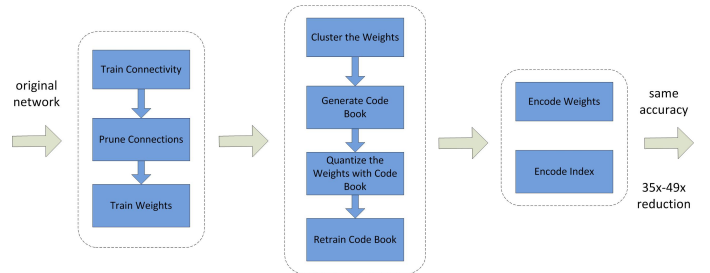 original
network
Train Connectivity
Prune Connections
Train Weights
Cluster the Weights
Generate Code
Book
Quantize the
Weights with Code
Book
Retrain Code Book
Encode Weights
Encode Index
same
accuracy
35x-49x
reduction